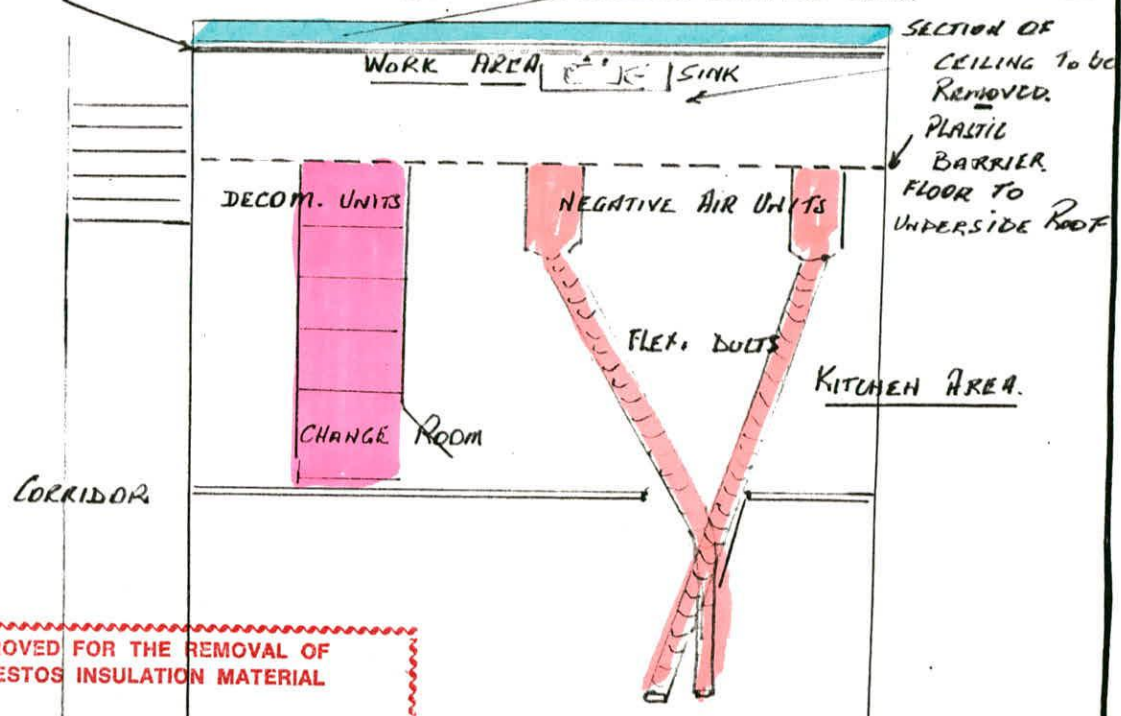 SECTION OF
CEILING TO be
REMOVED.
WORK AREA
SINK
PLASTIC
BARRIER
FLOOR TO
UNDERSIDE ROOF
DECOM. UNITS
NEGATIVE AIR UNITS
FLEX. DUCTS
KITCHEN AREA.
CHANGE ROOM
CORRIDOR
ROVED FOR THE REMOVAL OF
ESTOS INSULATION MATERIAL